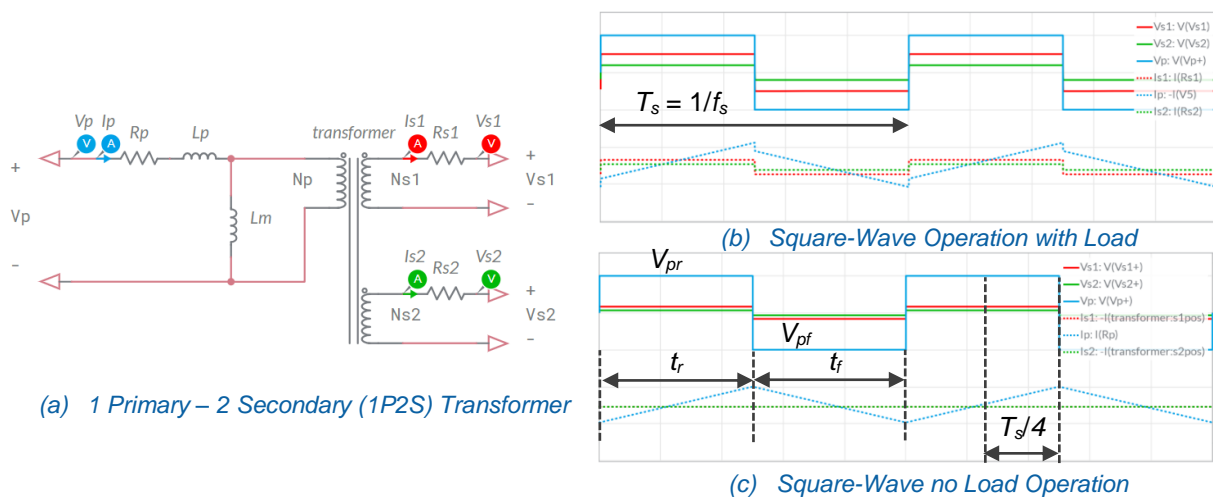 Vp Ip
Rp
Lp
transformer
Is1
Rs1
Vs1
V
A
A
V
+
+
Np
Ns1
Vs1
Vp
Lm
−
−
Is2
Rs2
Vs2
A
V
+
Ns2
Vs2
−
(a) 1 Primary – 2 Secondary (1P2S) Transformer
Vs1: V(Vs1)
Vs2: V(Vs2)
Vp: V(Vp+)
Is1: I(Rs1)
Ip: -I(V5)
Is2: I(Rs2)
Ts = 1/fs
(b) Square-Wave Operation with Load
Vpr
Vs1: V(Vs1+)
Vs2: V(Vs2+)
Vp: V(Vp+)
Is1: -I(transformer:s1pos)
Ip: I(Rp)
Is2: -I(transformer:s2pos)
Vpf
tr
tf
Ts/4
(c) Square-Wave no Load Operation